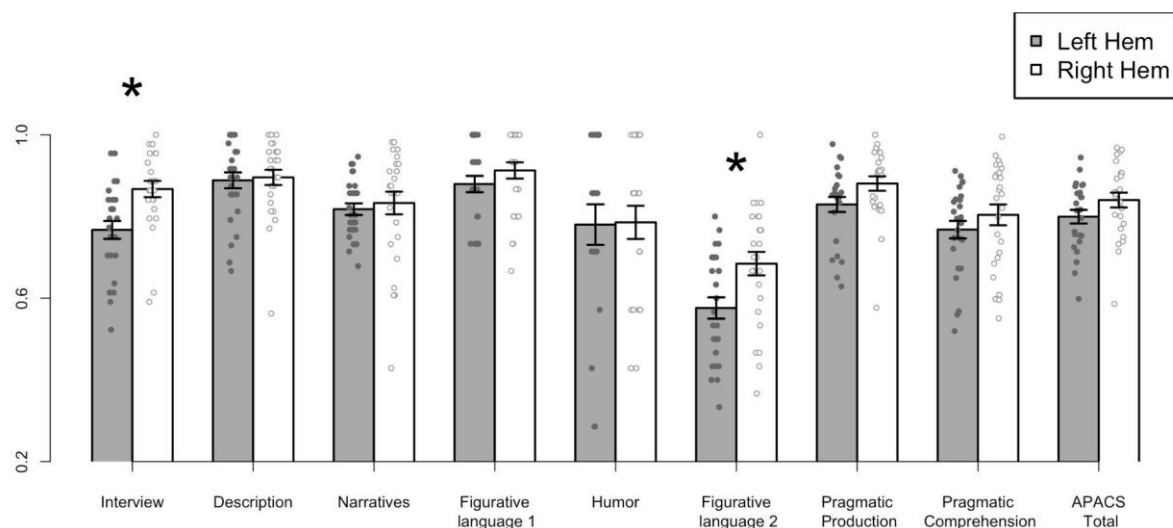 Left Hem
Right Hem
*
*
1.0
0.6
0.2
Interview
Description
Narratives
Figurative
language 1
Humor
Figurative
language 2
Pragmatic
Production
Pragmatic
Comprehension
APACS
Total